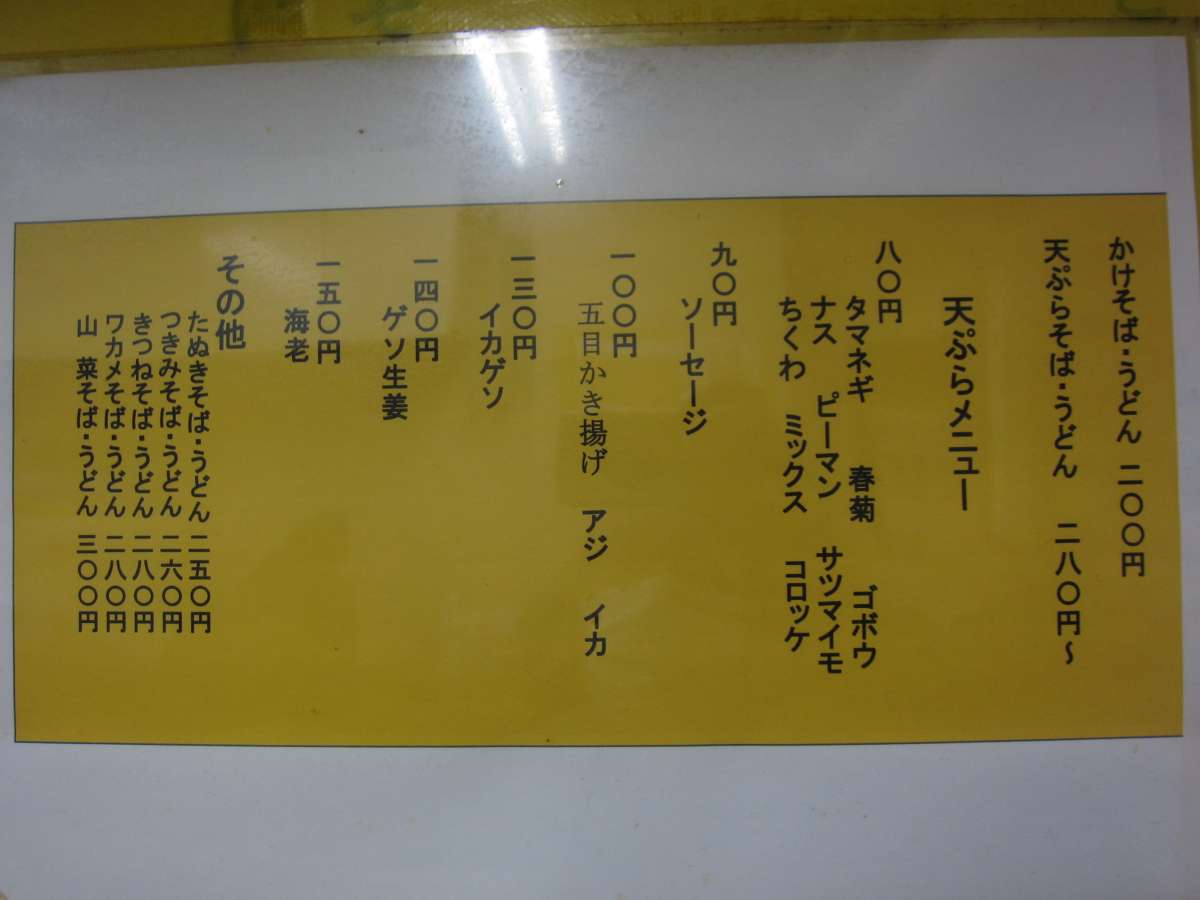 かけそば・うどん 二〇〇円
天ぷらそば・うどん 二八〇円～
天ぷらメニュー
八〇円
タマネギ 春菊 ゴボウ
ナス ピーマン サツマイモ
ちくわ ミックス コロッケ
九〇円
ソーセージ
一〇〇円
五目かき揚げ アジ イカ
一三〇円
イカゲソ
一四〇円
ゲソ生姜
一五〇円
海老
その他
たぬきそば・うどん 二五〇円
つきみそば・うどん 二六〇円
きつねそば・うどん 二八〇円
ワカメそば・うどん 二八〇円
山 菜そば・うどん 三〇〇円